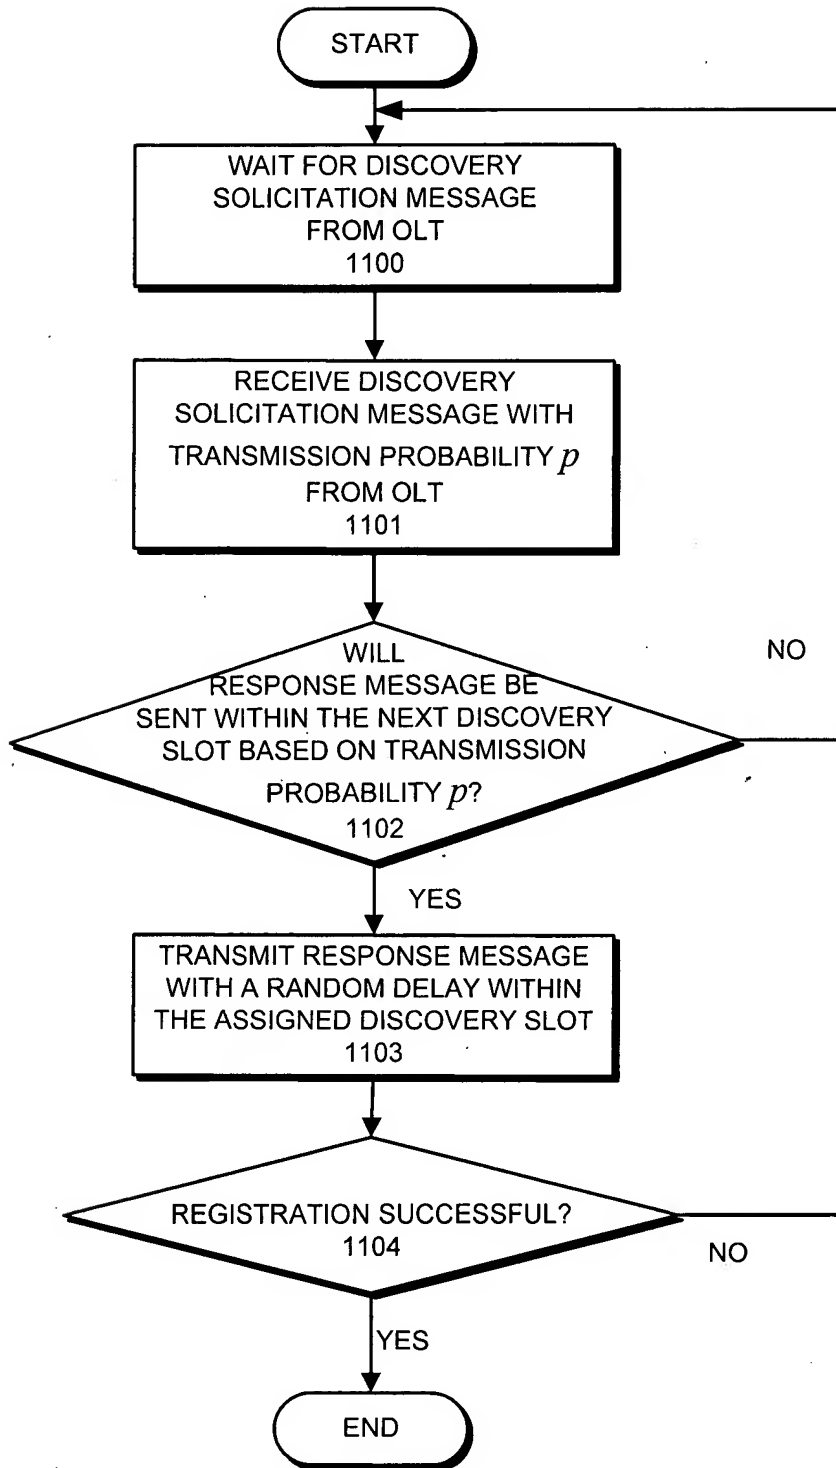 START
WAIT FOR DISCOVERY
SOLICITATION MESSAGE
FROM OLT
1100
RECEIVE DISCOVERY
SOLICITATION MESSAGE WITH
TRANSMISSION PROBABILITY p
FROM OLT
1101
WILL
RESPONSE MESSAGE BE
SENT WITHIN THE NEXT DISCOVERY
SLOT BASED ON TRANSMISSION
PROBABILITY p?
1102
NO
YES
TRANSMIT RESPONSE MESSAGE
WITH A RANDOM DELAY WITHIN
THE ASSIGNED DISCOVERY SLOT
1103
REGISTRATION SUCCESSFUL?
1104
NO
YES
END